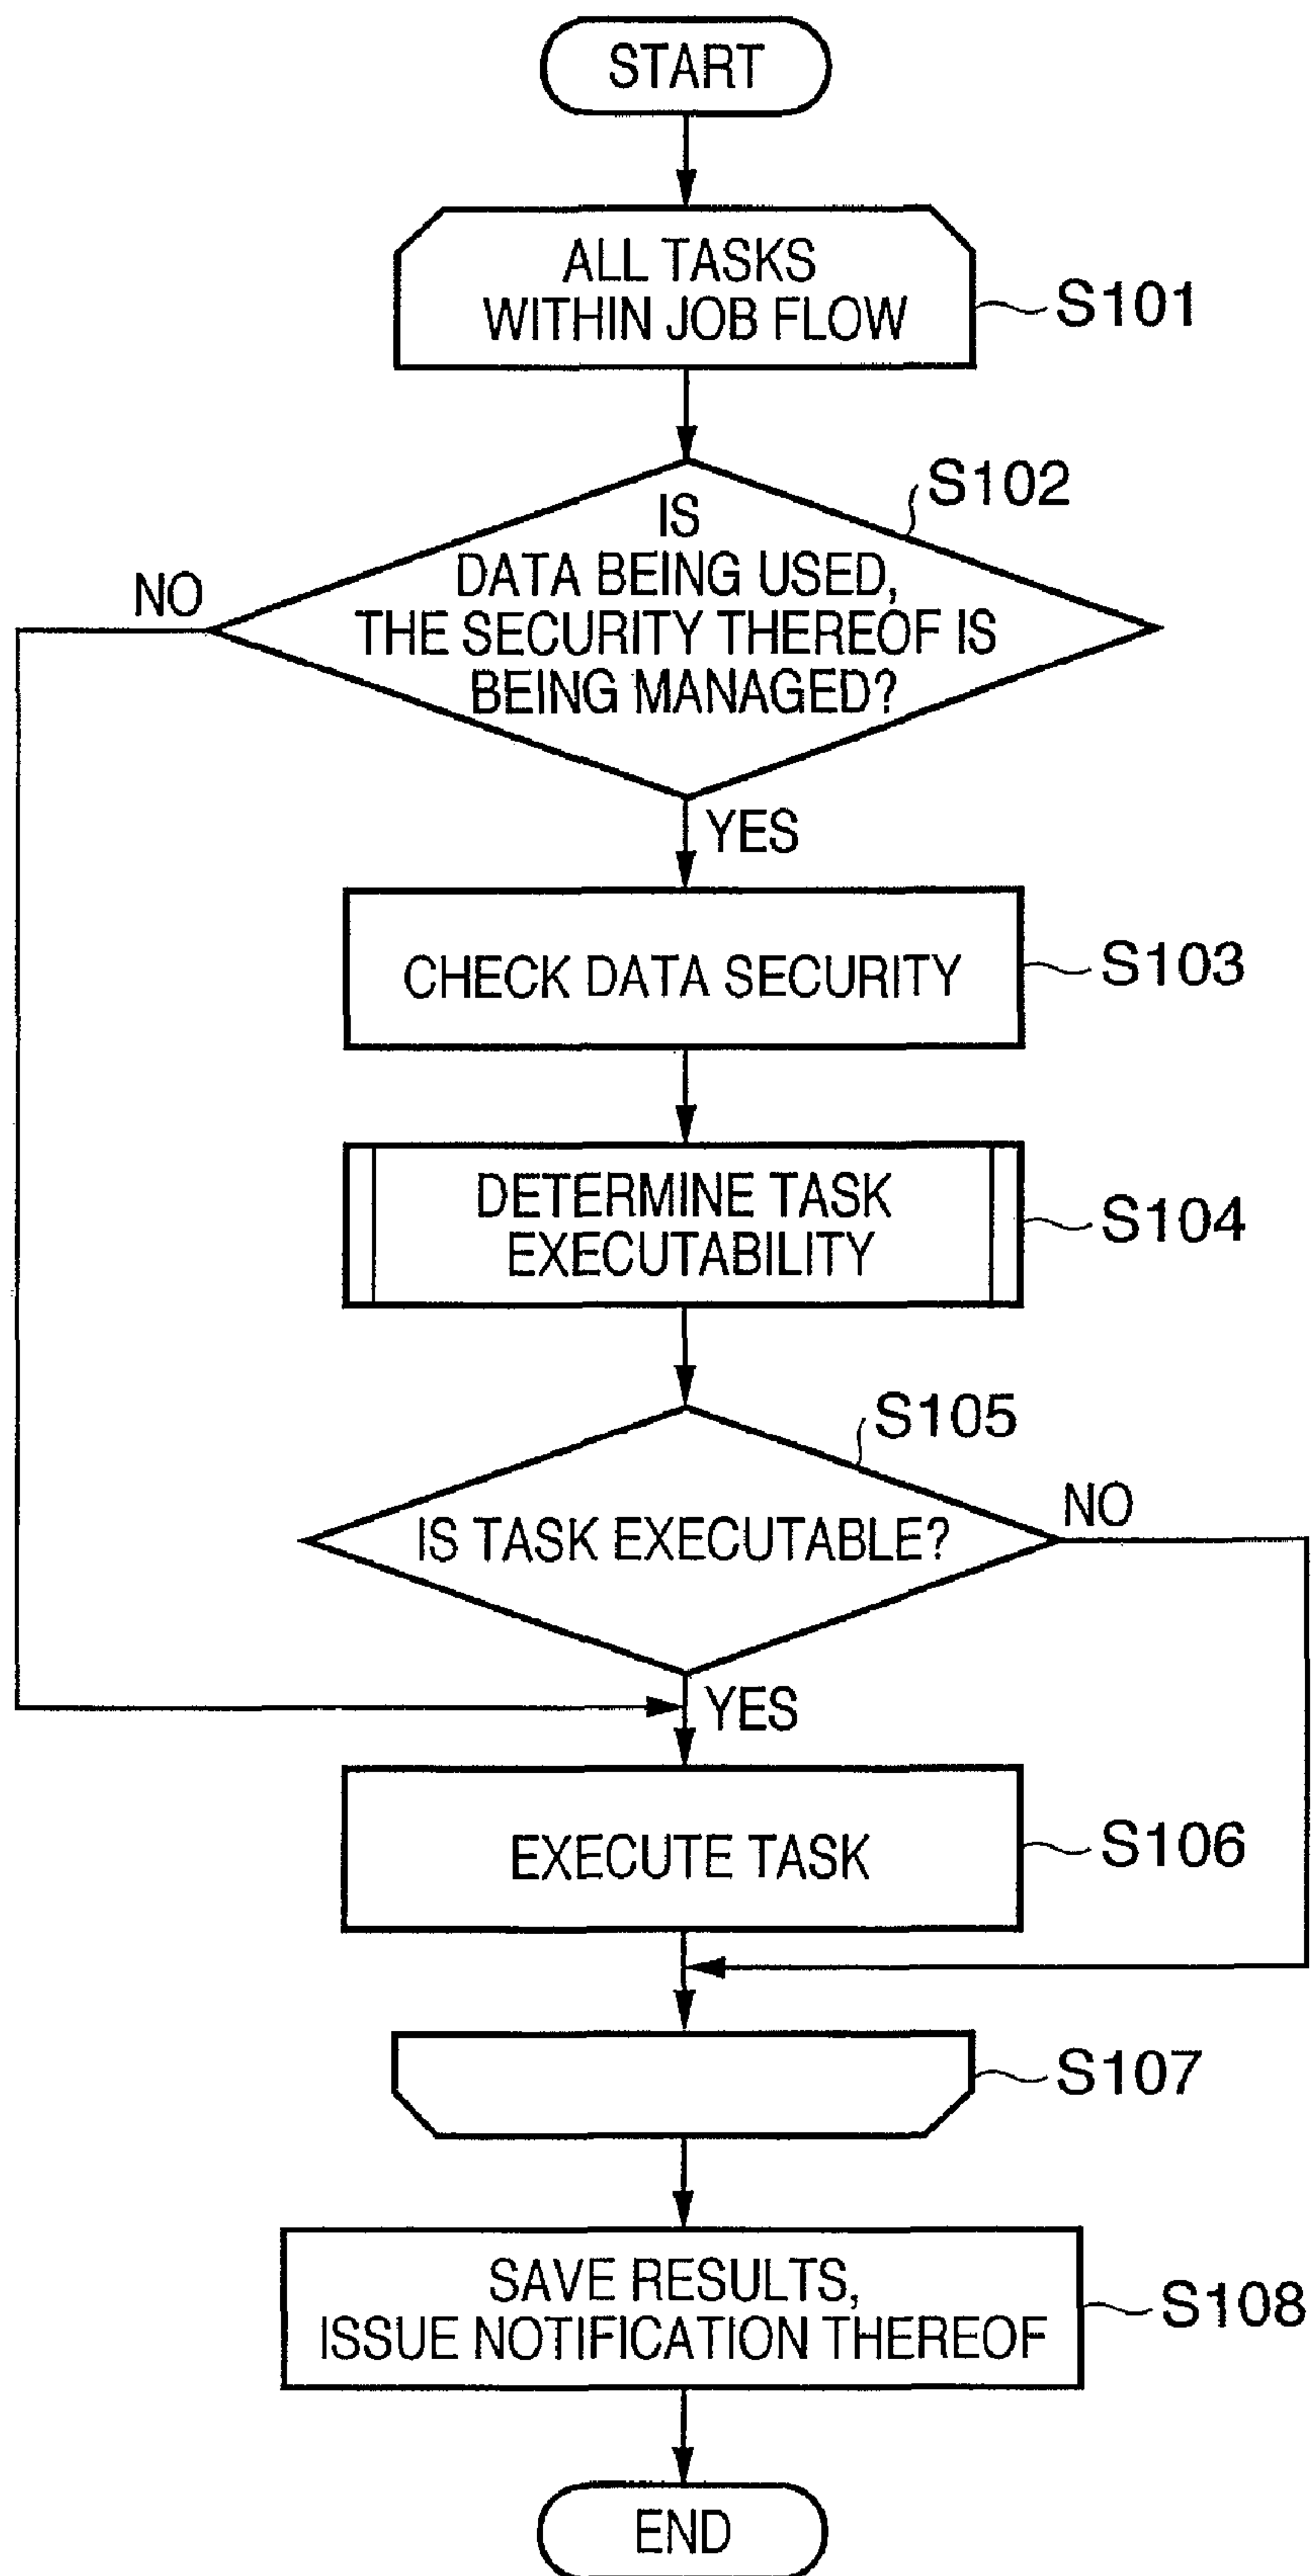 START
ALL TASKS
WITHIN JOB FLOW
S101
S102
IS
DATA BEING USED,
THE SECURITY THEREOF IS
BEING MANAGED?
NO
YES
CHECK DATA SECURITY
S103
DETERMINE TASK
EXECUTABILITY
S104
S105
IS TASK EXECUTABLE?
NO
YES
EXECUTE TASK
S106
S107
SAVE RESULTS,
ISSUE NOTIFICATION THEREOF
S108
END